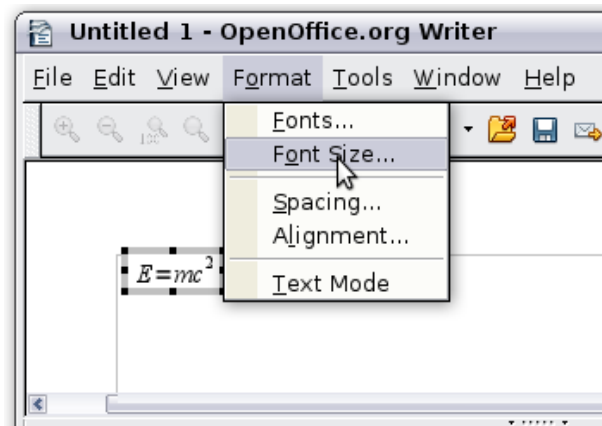 Untitled 1 - OpenOffice.org Writer
File Edit View Format Tools Window Help
Fonts...
Font Size...
Spacing...
Alignment...
Text Mode
E=mc²